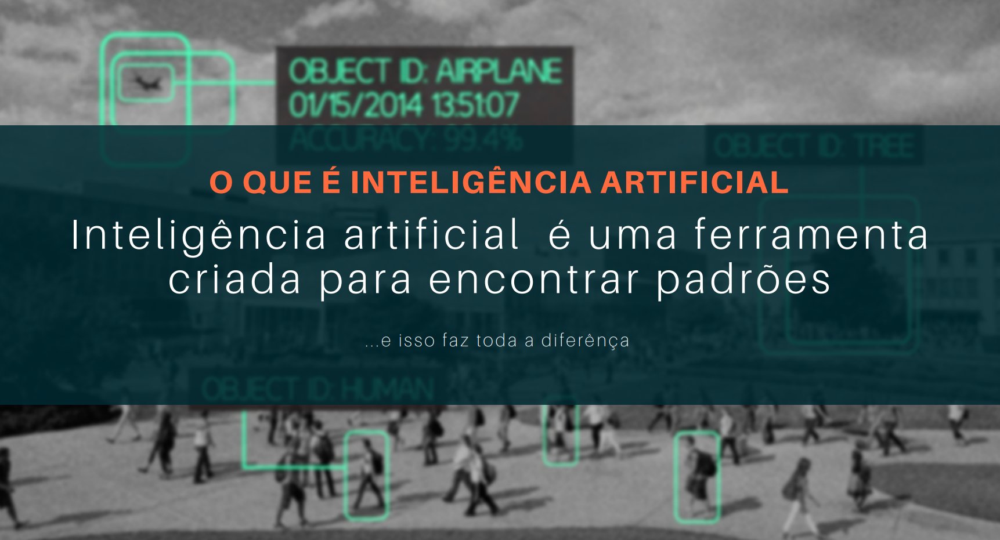 OBJECT ID: AIRPLANE
01/15/2014 13:51:07
ACCURACY: 99.4%
OBJECT ID: TREE
O QUE É INTELIGÊNCIA ARTIFICIAL
Inteligência artificial é uma ferramenta
criada para encontrar padrões
...e isso faz toda a diferênça
OBJECT ID: HUMAN